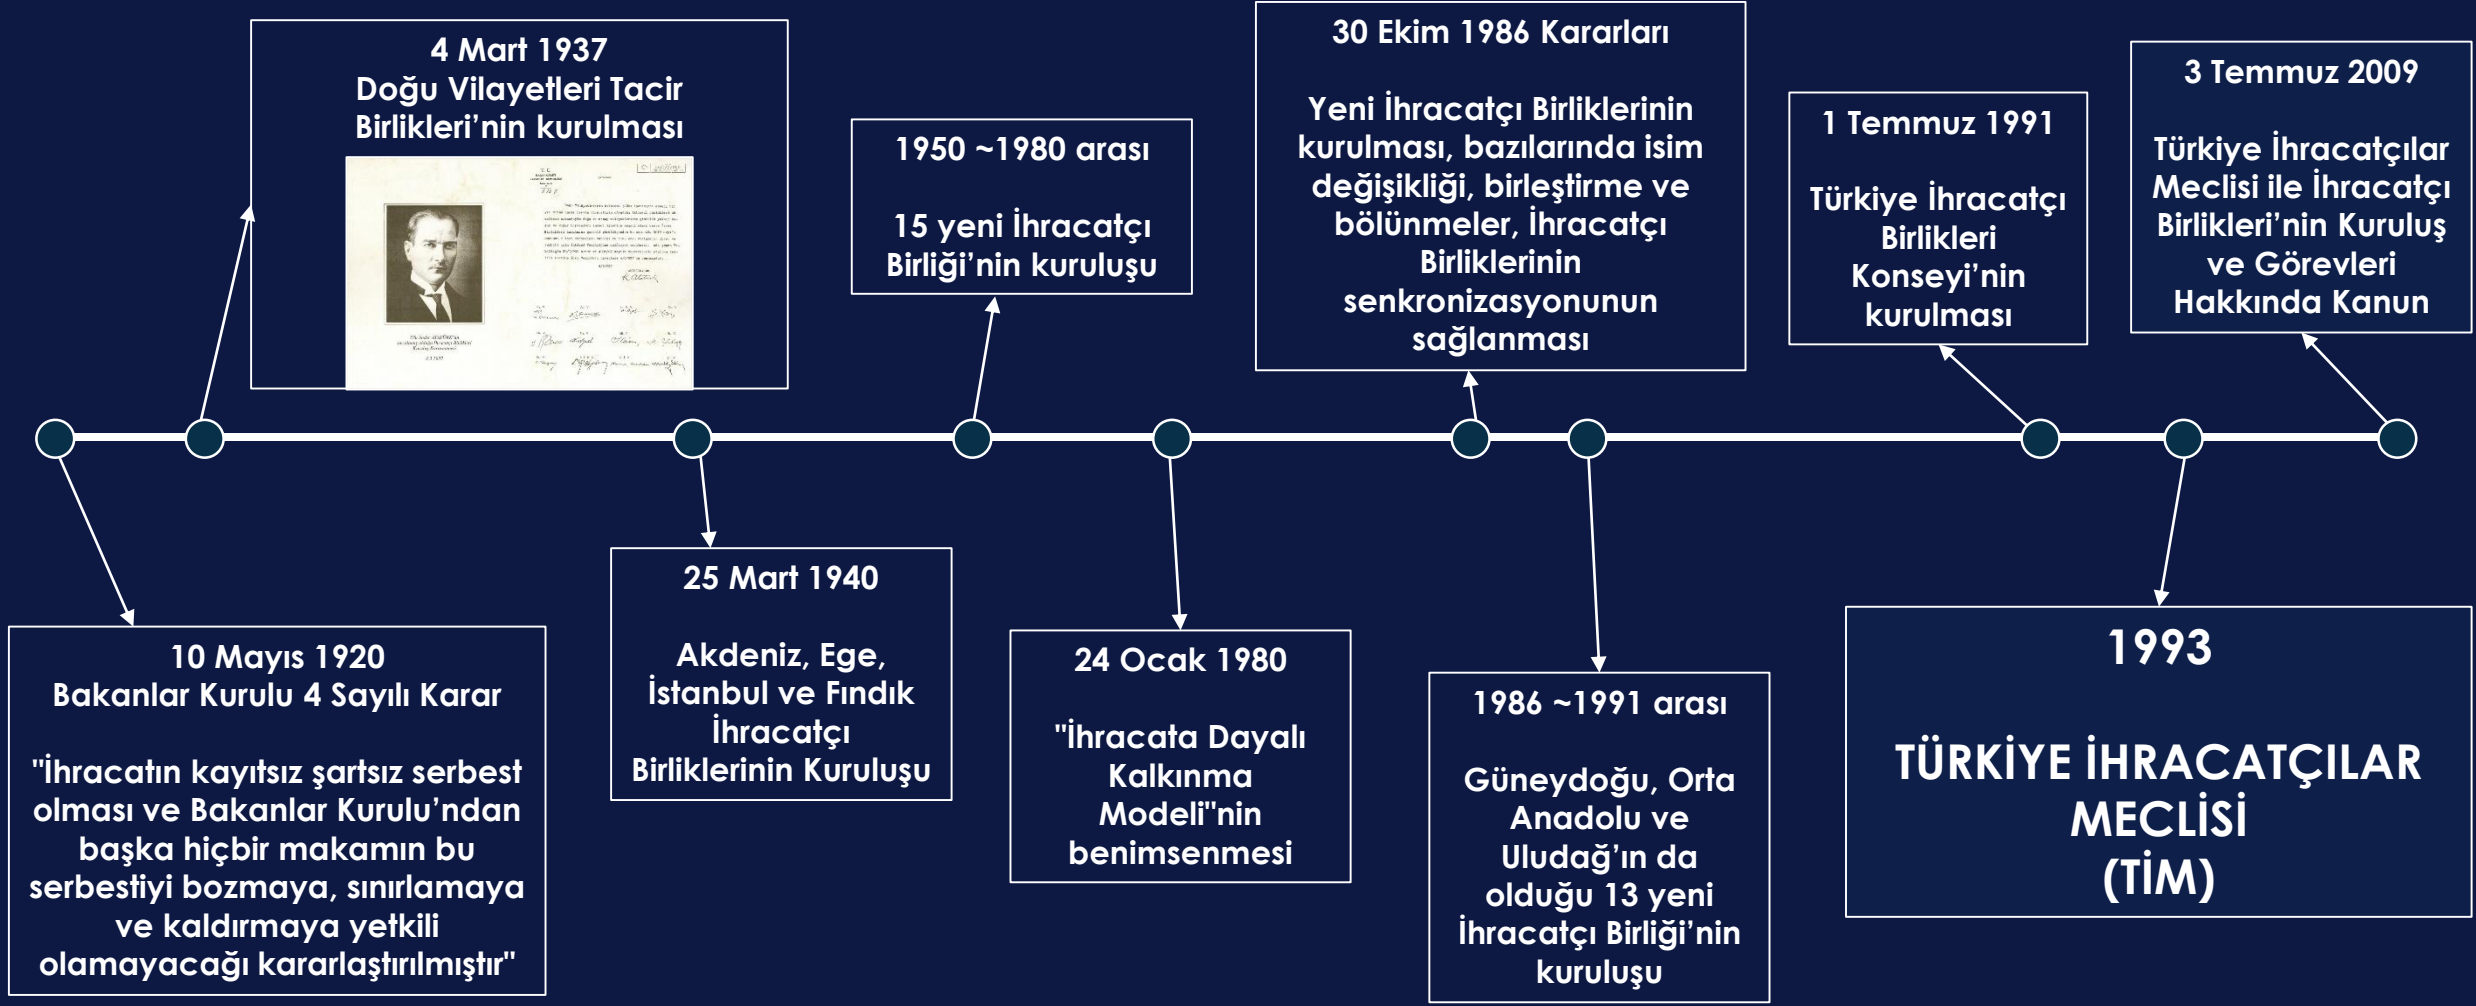 4 Mart 1937
Doğu Vilayetleri Tacir
Birlikleri’nin kurulması
1950 ~1980 arası
15 yeni İhracatçı
Birliği’nin kuruluşu
30 Ekim 1986 Kararları
Yeni İhracatçı Birliklerinin
kurulması, bazılarında isim
değişikliği, birleştirme ve
bölünmeler, İhracatçı
Birliklerinin
senkronizasyonunun
sağlanması
1 Temmuz 1991
Türkiye İhracatçı
Birlikleri
Konseyi’nin
kurulması
3 Temmuz 2009
Türkiye İhracatçılar
Meclisi ile İhracatçı
Birlikleri’nin Kuruluş
ve Görevleri
Hakkında Kanun
10 Mayıs 1920
Bakanlar Kurulu 4 Sayılı Karar
"İhracatın kayıtsız şartsız serbest
olması ve Bakanlar Kurulu’ndan
başka hiçbir makamın bu
serbestiyi bozmaya, sınırlamaya
ve kaldırmaya yetkili
olamayacağı kararlaştırılmıştır"
25 Mart 1940
Akdeniz, Ege,
İstanbul ve Fındık
İhracatçı
Birliklerinin Kuruluşu
24 Ocak 1980
"İhracata Dayalı
Kalkınma
Modeli"nin
benimsenmesi
1986 ~1991 arası
Güneydoğu, Orta
Anadolu ve
Uludağ’ın da
olduğu 13 yeni
İhracatçı Birliği’nin
kuruluşu
1993
TÜRKİYE İHRACATÇILAR
MECLİSİ
(TİM)